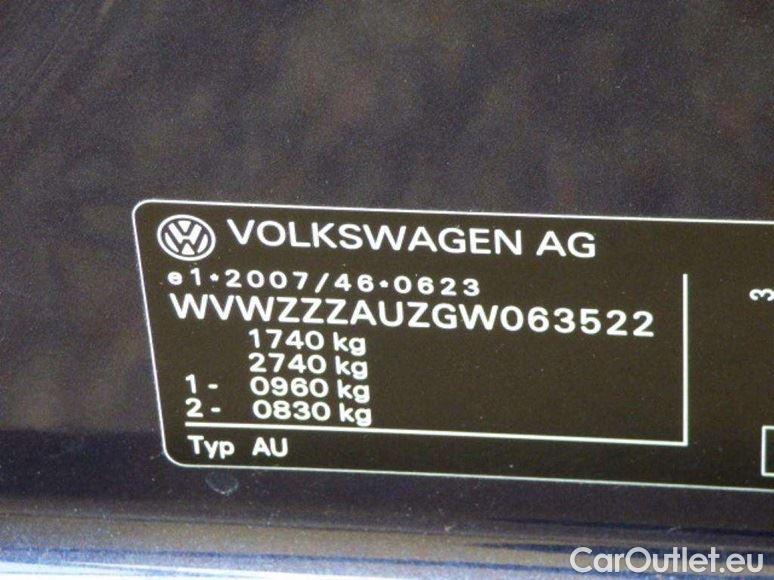 VOLKSWAGEN AG
e1*2007/46*0623
WVWZZZAUZGW063522
1740 kg
2740 kg
1 - 0960 kg
2 - 0830 kg
Typ AU
3
CarOutlet.eu